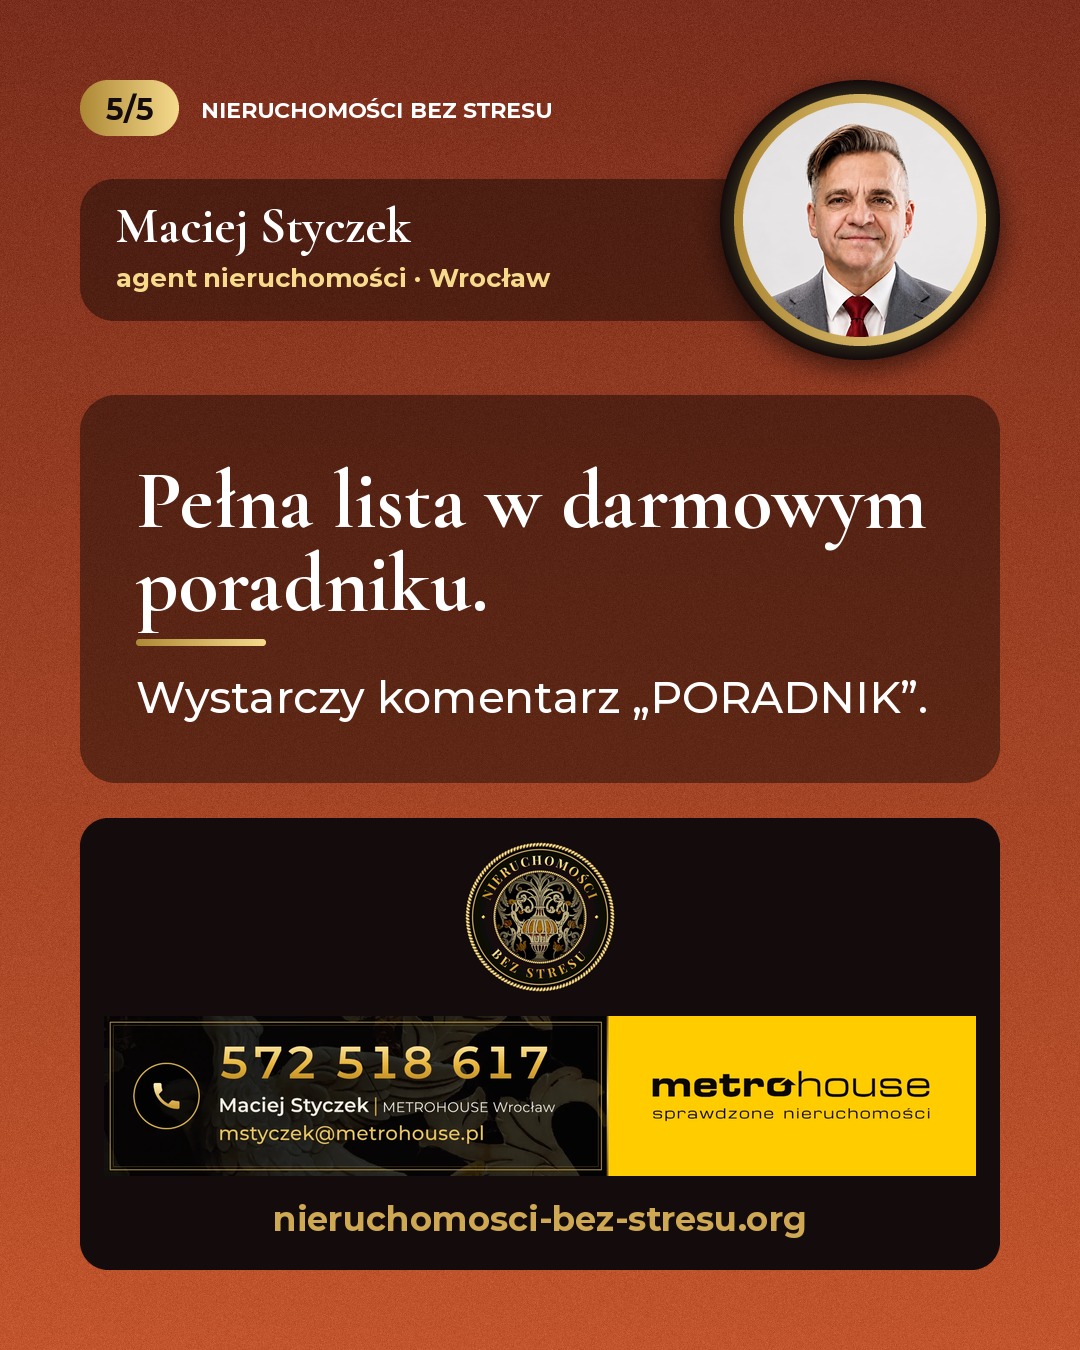 5/5
NIERUCHOMOŚCI BEZ STRESU
Maciej Styczek
agent nieruchomości · Wrocław
Pełna lista w darmowym
poradniku.
Wystarczy komentarz „PORADNIK”.
NIERUCHOMOŚCI
BEZ STRESU
572 518 617
Maciej Styczek | METROHOUSE Wrocław
mstyczek@metrohouse.pl
metrohouse
sprawdzone nieruchomości
nieruchomosci-bez-stresu.org